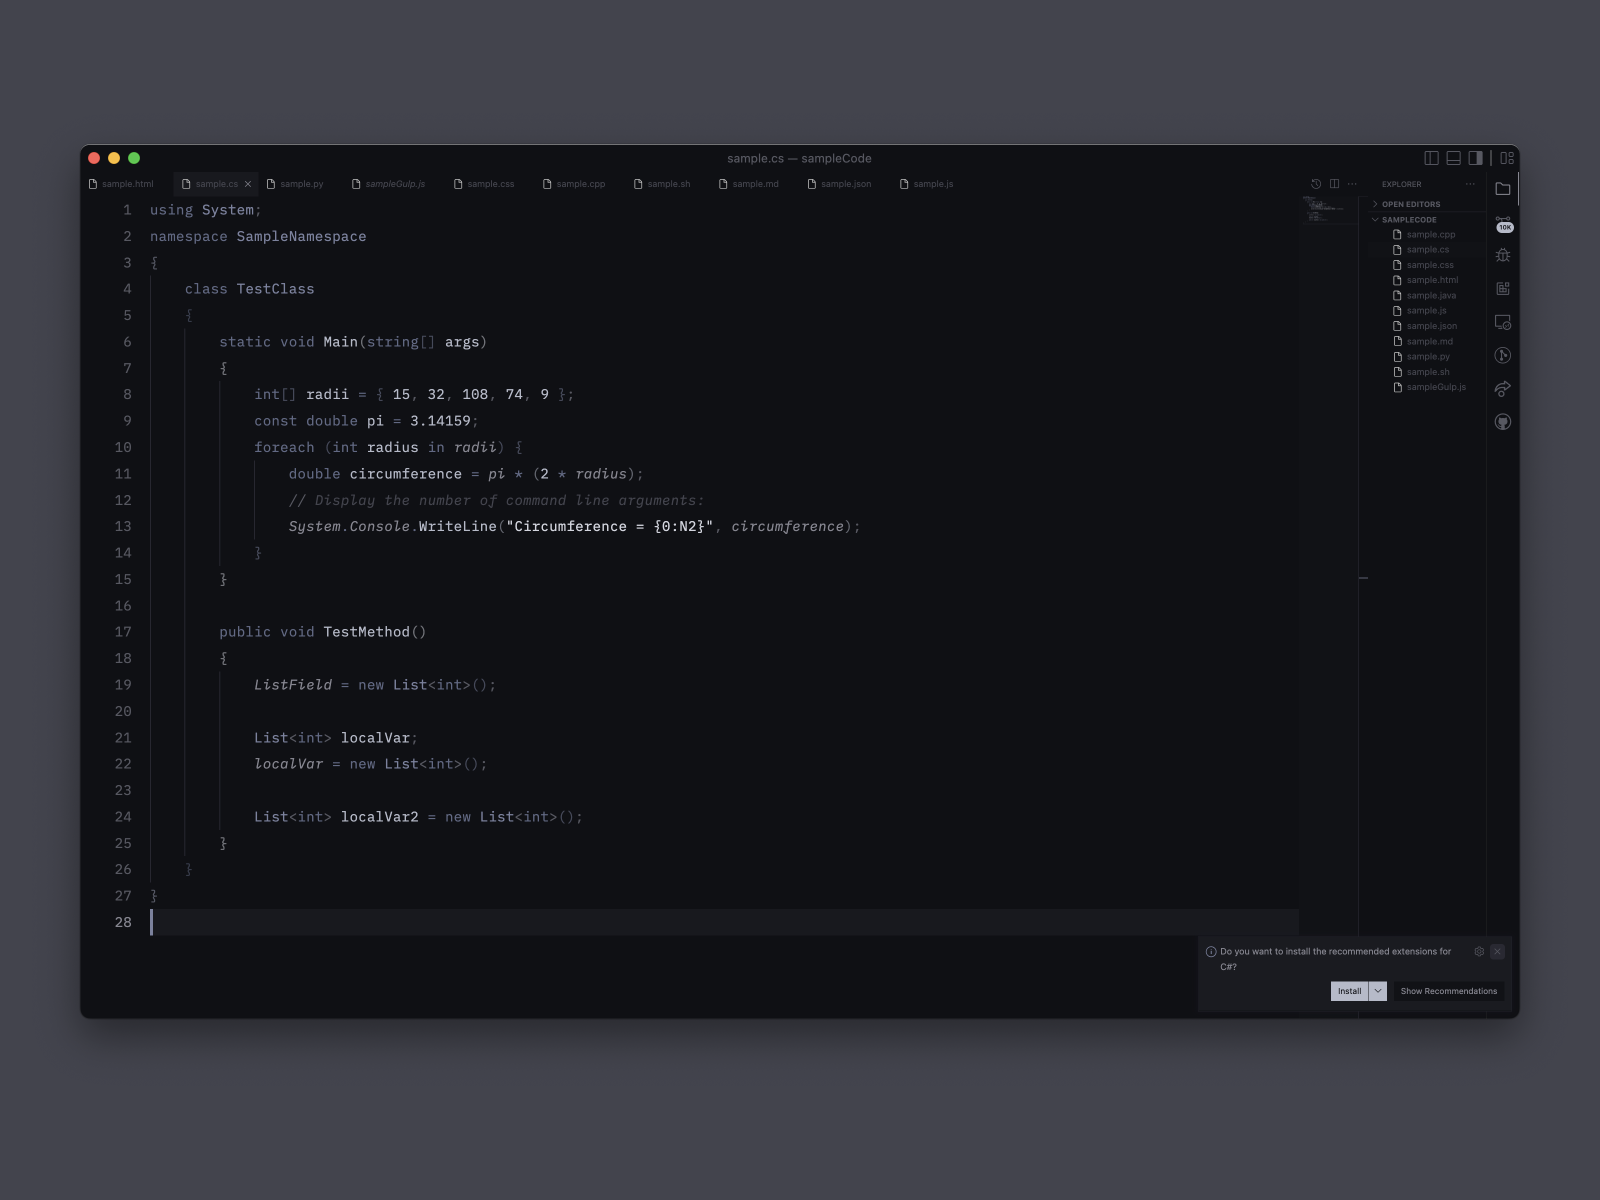 sample.cs — sampleCode
sample.html
sample.cs
sample.py
sampleGulp.js
sample.css
sample.cpp
sample.sh
sample.md
sample.json
sample.js
1 using System;
2 namespace SampleNamespace
3 {
4     class TestClass
5     {
6         static void Main(string[] args)
7         {
8             int[] radii = { 15, 32, 108, 74, 9 };
9             const double pi = 3.14159;
10             foreach (int radius in radii) {
11                 double circumference = pi * (2 * radius);
12                 // Display the number of command line arguments:
13                 System.Console.WriteLine("Circumference = {0:N2}", circumference);
14             }
15         }
16
17         public void TestMethod()
18         {
19             ListField = new List<int>();
20
21             List<int> localVar;
22             localVar = new List<int>();
23
24             List<int> localVar2 = new List<int>();
25         }
26     }
27 }
28
EXPLORER
OPEN EDITORS
SAMPLECODE
sample.cpp
sample.cs
sample.css
sample.html
sample.java
sample.js
sample.json
sample.md
sample.py
sample.sh
sampleGulp.js
10K
Do you want to install the recommended extensions for
C#?
Install
Show Recommendations